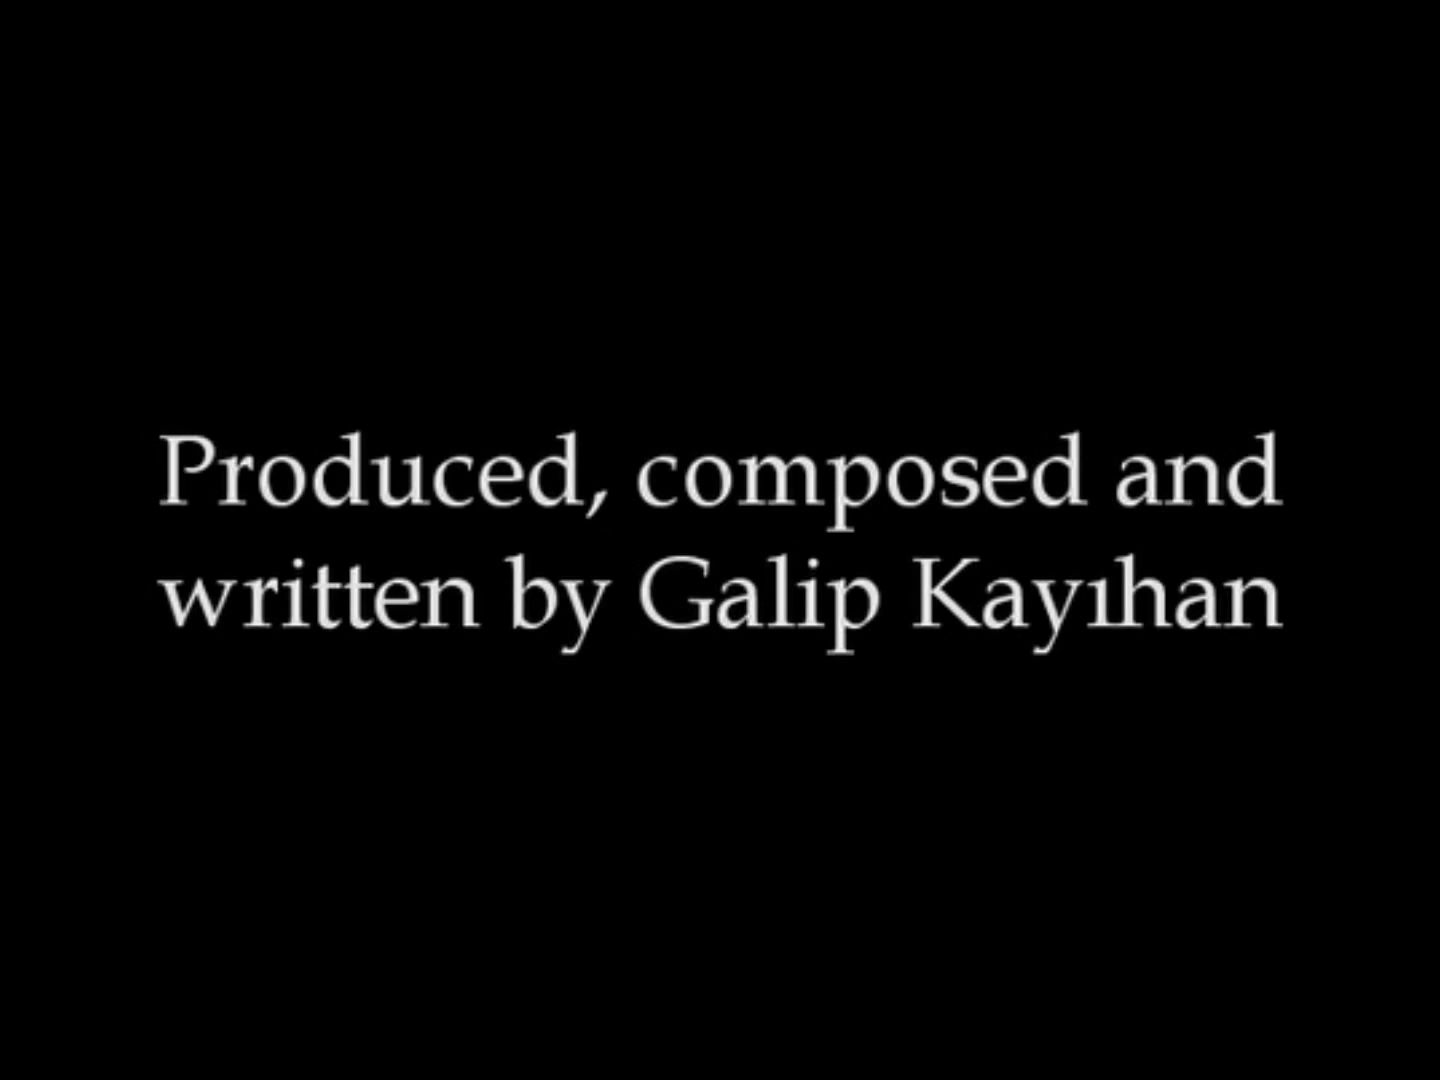 Produced, composed and
written by Galip Kayıhan